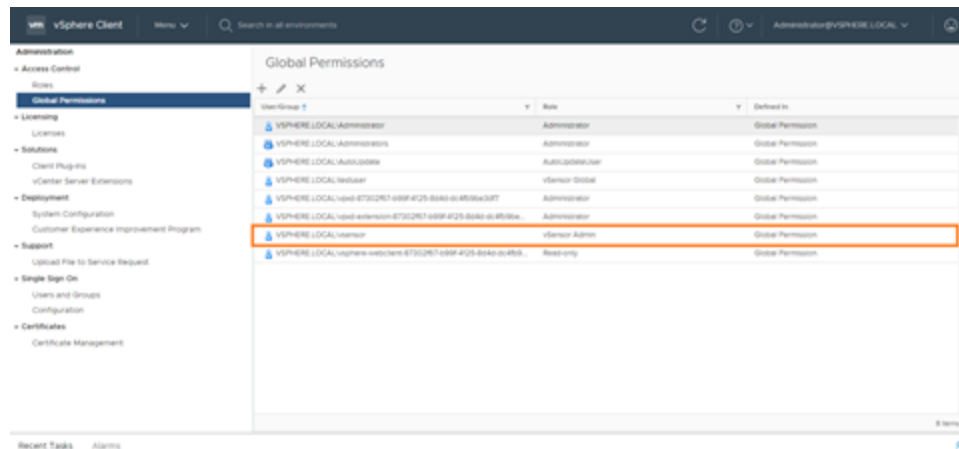 vm vSphere Client Menu Search in all environments Administrator@VSPHERE.LOCAL
Administration
Access Control
Roles
Global Permissions
Licensing
Licenses
Solutions
Client Plug-Ins
vCenter Server Extensions
Deployment
System Configuration
Customer Experience Improvement Program
Support
Upload File to Service Request
Single Sign On
Users and Groups
Configuration
Certificates
Certificate Management
Global Permissions
User/Group Role Defined In
VSPHERE.LOCAL\Administrator Administrator Global Permission
VSPHERE.LOCAL\Administrators Administrator Global Permission
VSPHERE.LOCAL\AutoUpdate AutoUpdateUser Global Permission
VSPHERE.LOCAL\testuser vSensor Global Global Permission
Administrator Global Permission
Administrator Global Permission
VSPHERE.LOCAL\vsensor vSensor Admin Global Permission
Read-only Global Permission
8 items
Recent Tasks Alarms